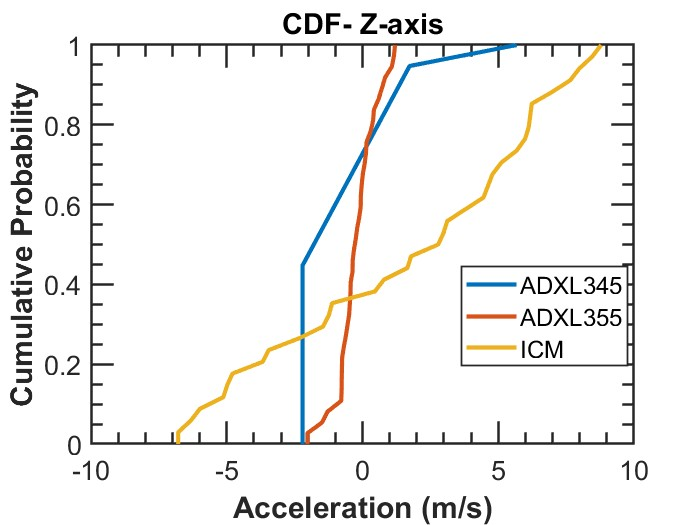 CDF- Z-axis
Cumulative Probability
1
0.8
0.6
0.4
0.2
0
-10 -5 0 5 10
Acceleration (m/s)
ADXL345
ADXL355
ICM